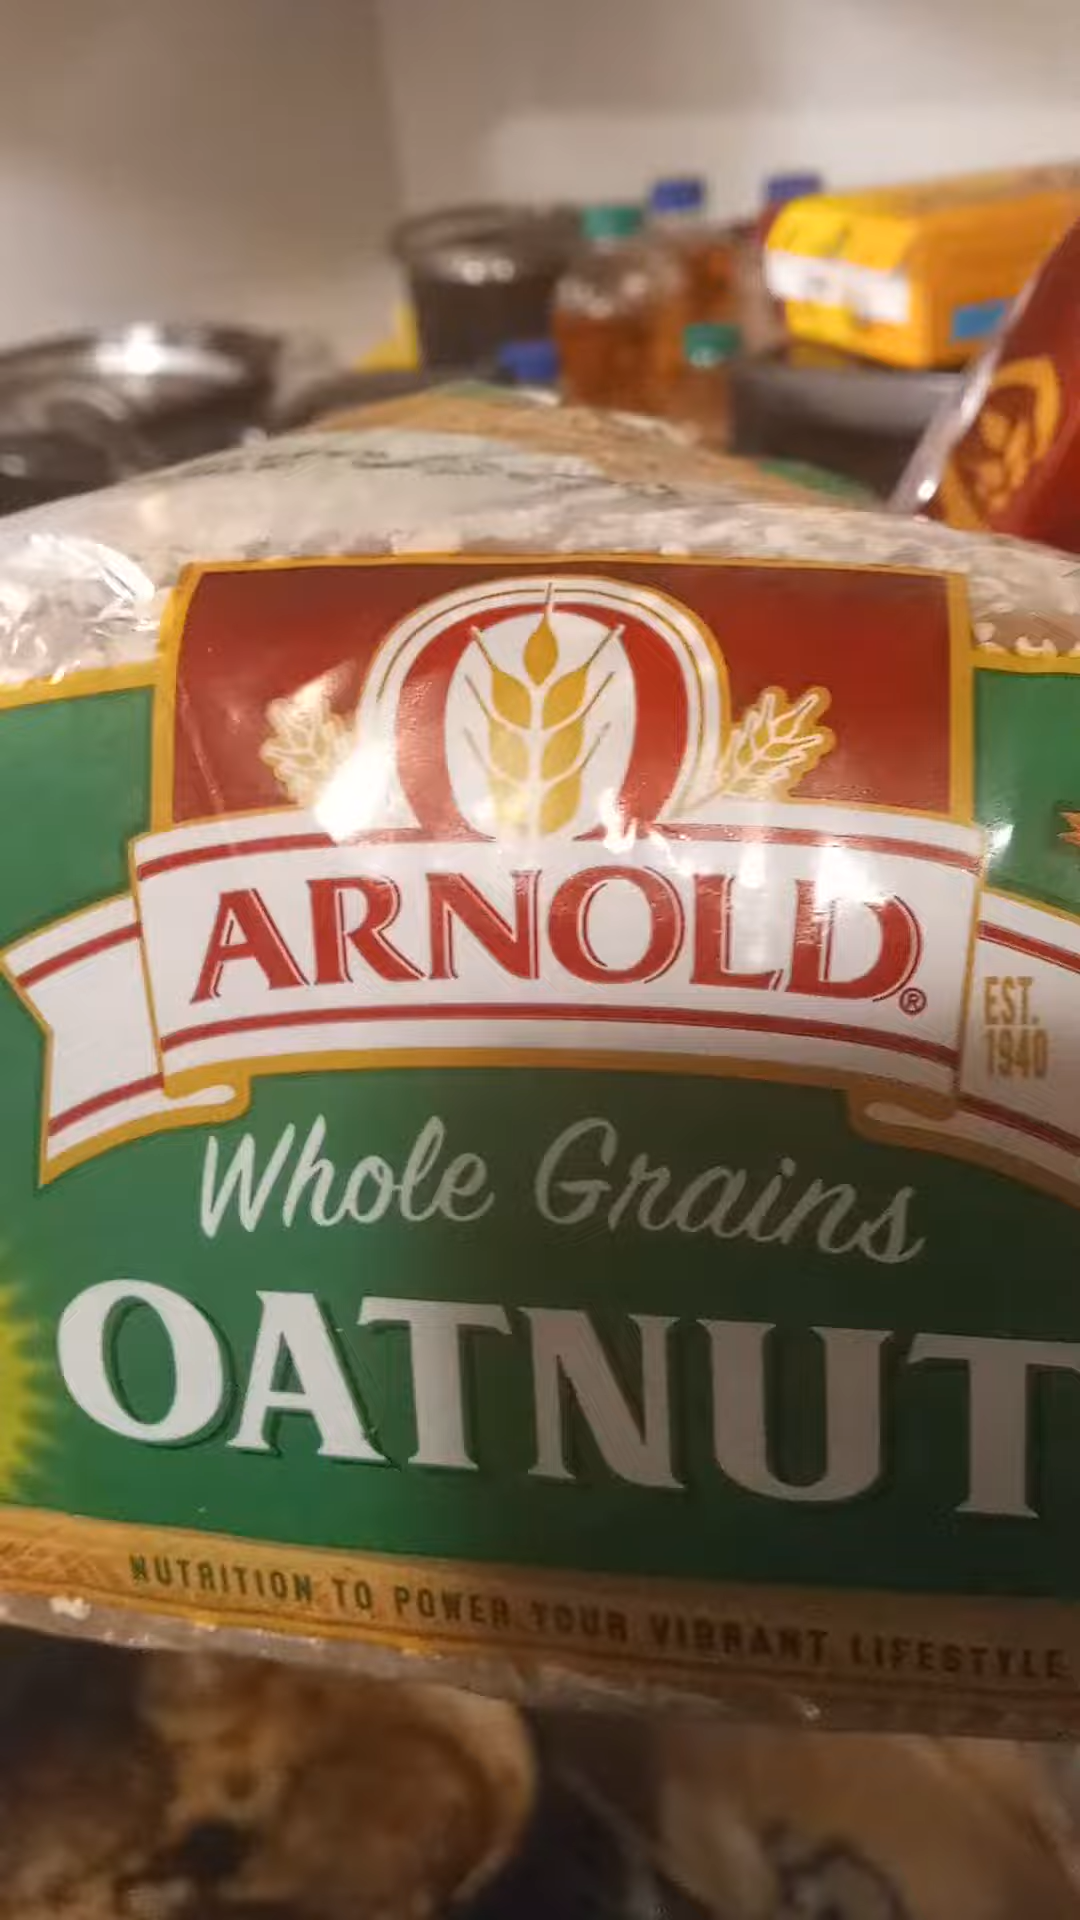 ARNOLD®
EST.
1940
Whole Grains
OATNUT
NUTRITION TO POWER YOUR VIBRANT LIFESTYLE